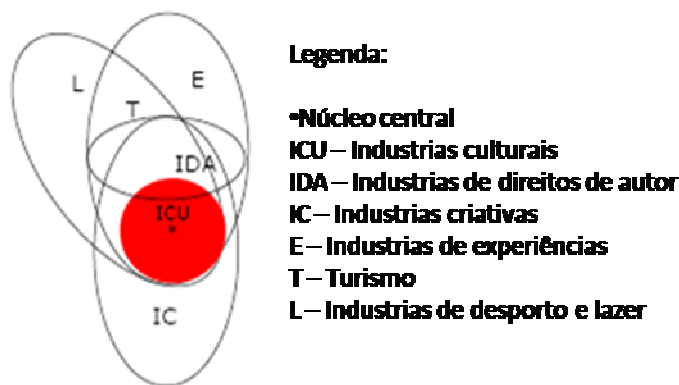 L
E
T
IDA
ICU
*
IC
Legenda:
•Núcleo central
ICU – Industrias culturais
IDA – Industrias de direitos de autor
IC – Industrias criativas
E – Industrias de experiências
T – Turismo
L – Industrias de desporto e lazer